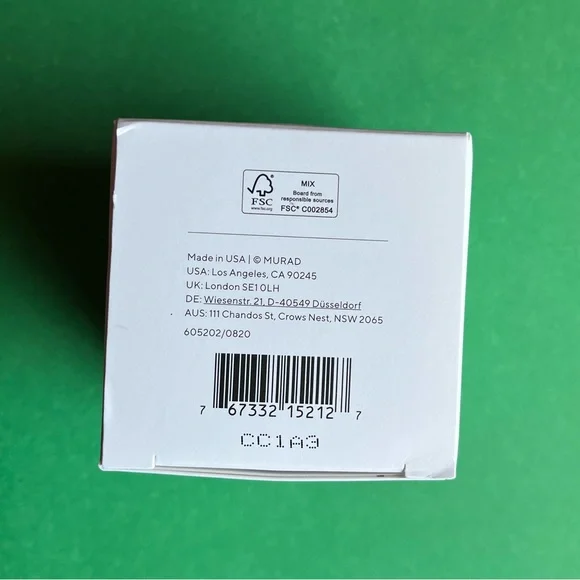 FSC
www.fsc.org
MIX
Board from
responsible sources
FSC® C002854
Made in USA | © MURAD
USA: Los Angeles, CA 90245
UK: London SE1 0LH
DE: Wiesenstr. 21, D-40549 Düsseldorf
AUS: 111 Chandos St, Crows Nest, NSW 2065
605202/0820
7 67332 15212 7
CC1A3